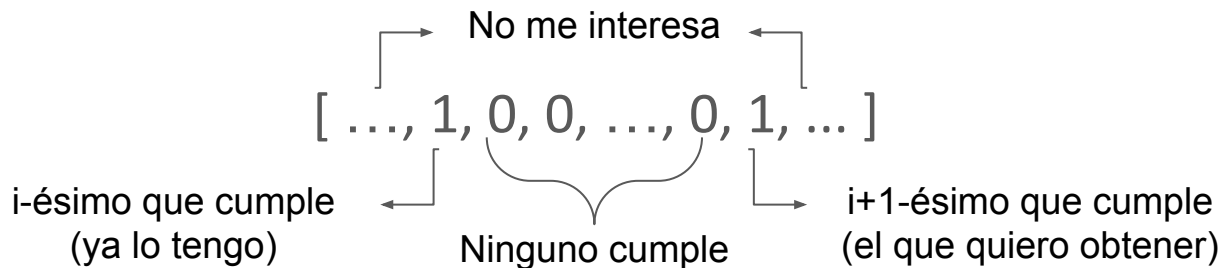 No me interesa
[ ..., 1, 0, 0, ..., 0, 1, ... ]
i-ésimo que cumple
(ya lo tengo)
Ninguno cumple
i+1-ésimo que cumple
(el que quiero obtener)